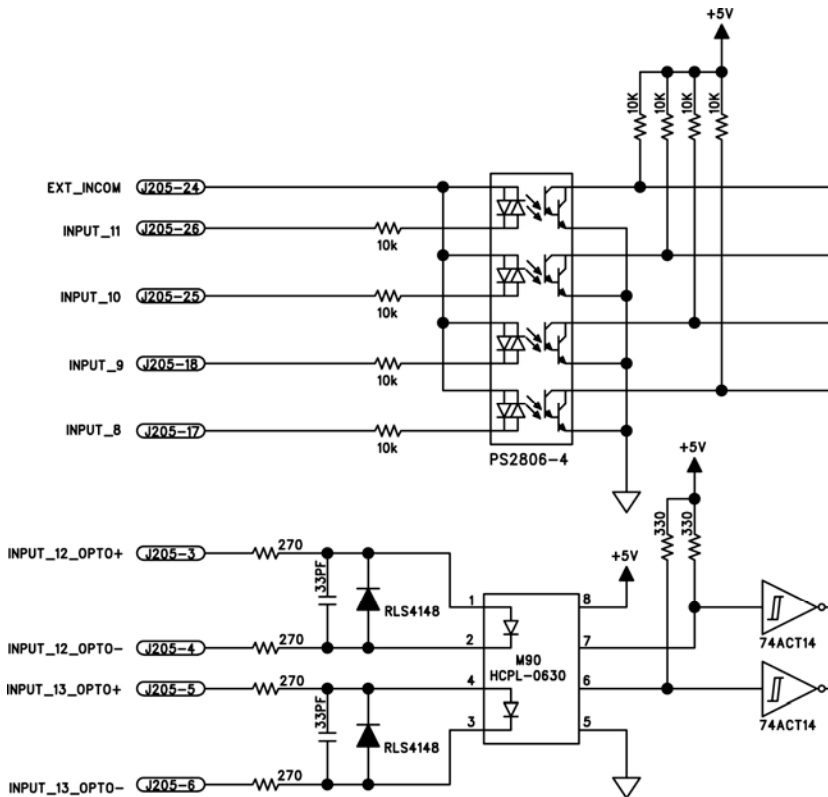 +5V
10K
10K
10K
10K
EXT_INCOM J205-24
INPUT_11 J205-26
10k
INPUT_10 J205-25
10k
INPUT_9 J205-18
10k
INPUT_8 J205-17
10k
PS2806-4
+5V
330
330
INPUT_12_OPTO+ J205-3 270
+5V
33PF
RLS4148
1
8
2
7
74ACT14
INPUT_12_OPTO- J205-4 270
M90
HCPL-0630
INPUT_13_OPTO+ J205-5 270
4
6
33PF
RLS4148
3
5
74ACT14
INPUT_13_OPTO- J205-6 270